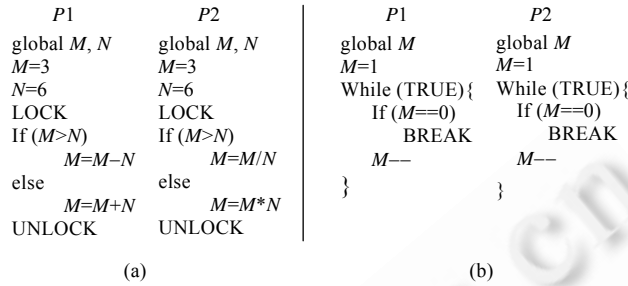 P1 P2 P1 P2
global M, N global M, N global M global M
M=3 M=3 M=1 M=1
N=6 N=6 While (TRUE){ While (TRUE){
LOCK LOCK If (M==0) If (M==0)
If (M>N) If (M>N) BREAK BREAK
M=M−N M=M/N M−− M−−
else else } }
M=M+N M=M*N
UNLOCK UNLOCK
(a) (b)